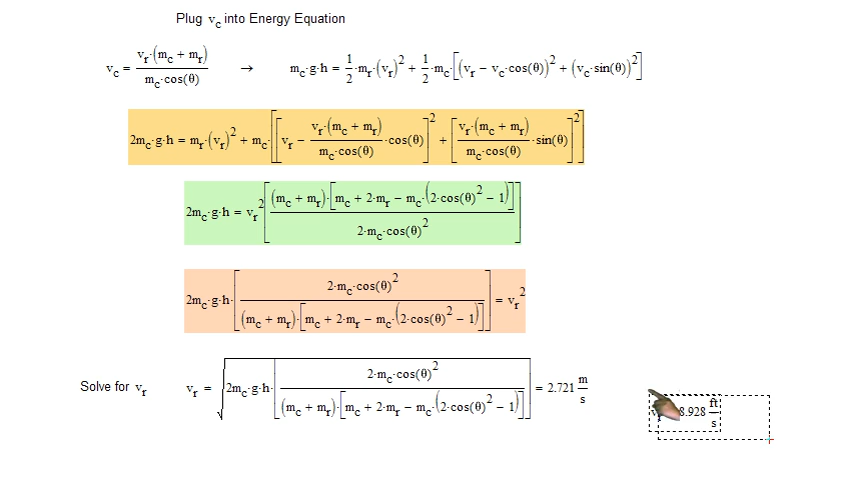 Plug v_c into Energy Equation
v_c = v_r·(m_c + m_r) / m_c·cos(θ) → m_c·g·h = 1/2·m_r·(v_r)² + 1/2·m_c·[(v_r − v_c·cos(θ))² + (v_c·sin(θ))²]
2m_c·g·h = m_r·(v_r)² + m_c·[[v_r − v_r·(m_c + m_r) / m_c·cos(θ) ·cos(θ)]² + [v_r·(m_c + m_r) / m_c·cos(θ) ·sin(θ)]²]
2m_c·g·h = v_r²[(m_c + m_r)·[m_c + 2·m_r − m_c·(2·cos(θ)² − 1)] / 2·m_c·cos(θ)²]
2m_c·g·h·[2·m_c·cos(θ)² / (m_c + m_r)·[m_c + 2·m_r − m_c·(2·cos(θ)² − 1)]] = v_r²
Solve for v_r v_r = √(2m_c·g·h·[2·m_c·cos(θ)² / (m_c + m_r)·[m_c + 2·m_r − m_c·(2·cos(θ)² − 1)]]) = 2.721 m/s
8.928 ft/s